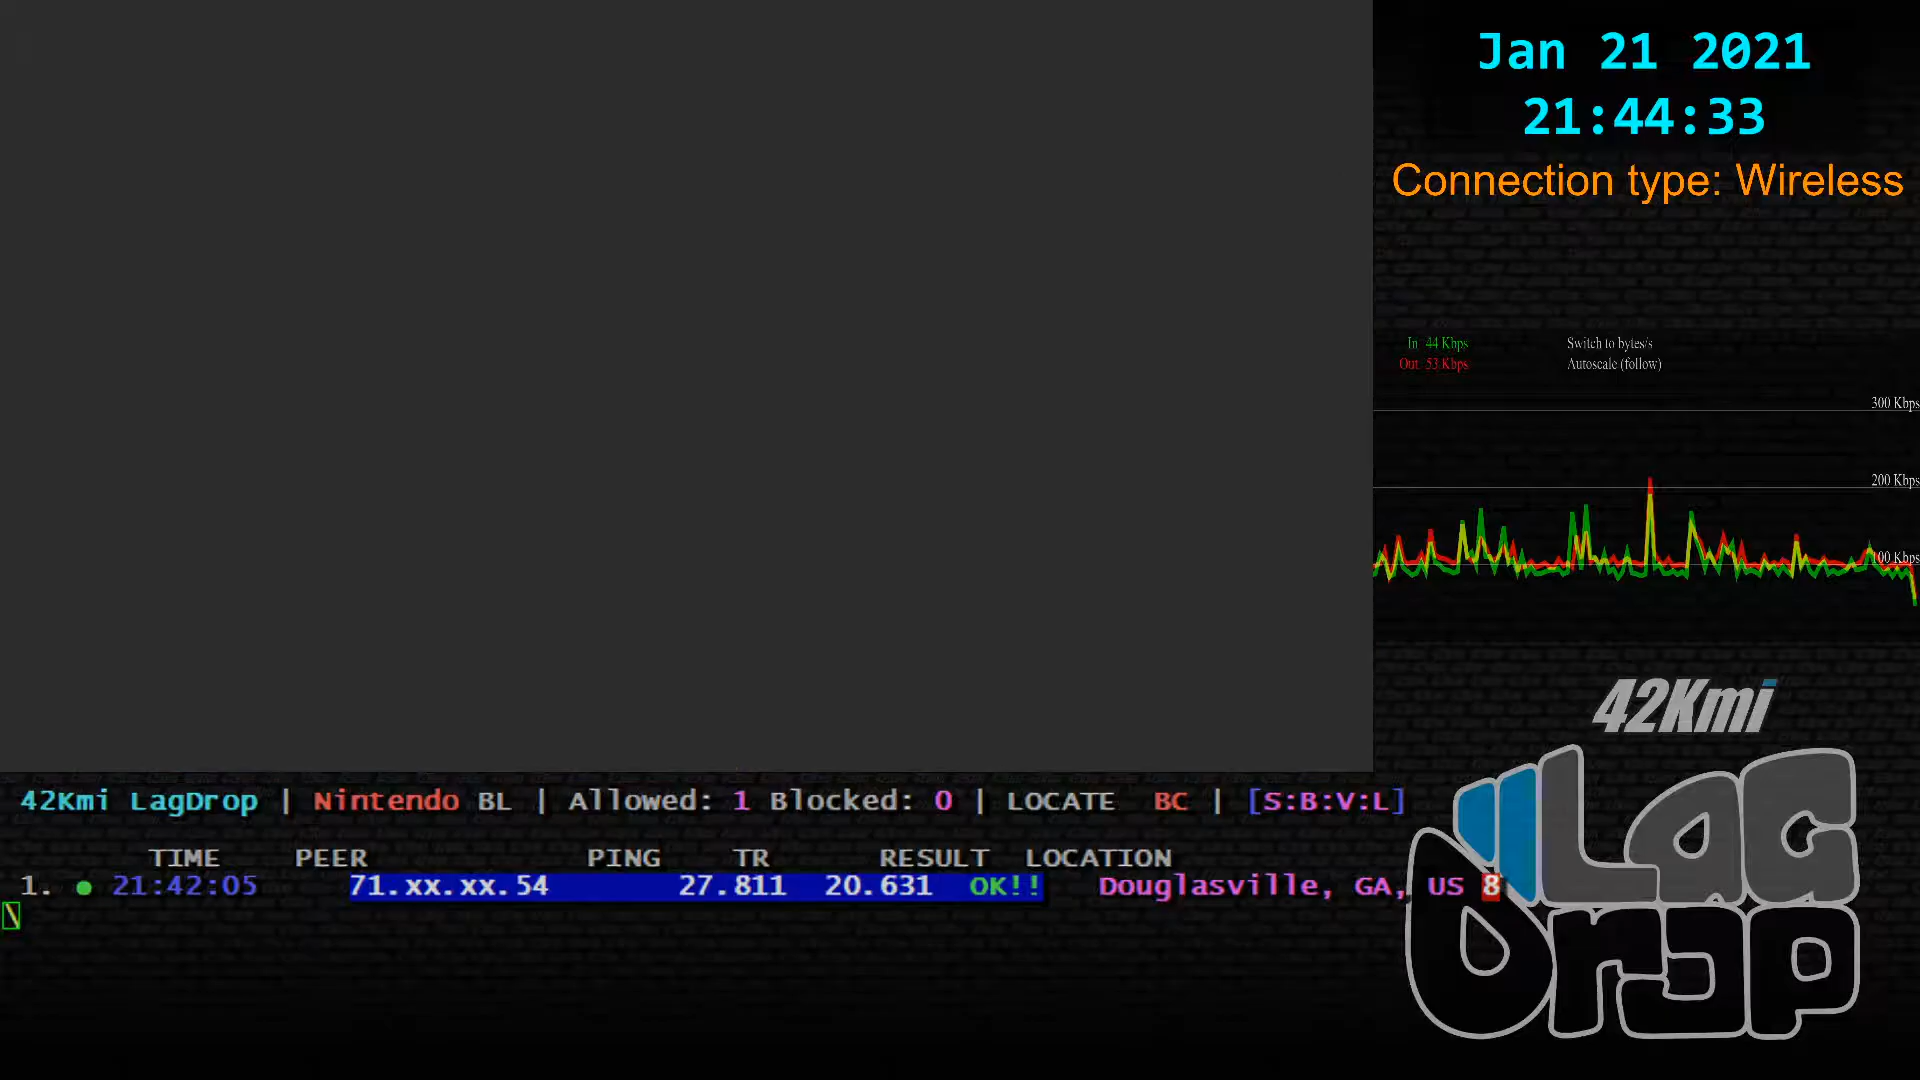 Jan 21 2021
21:44:33
Connection type: Wireless
In 44 Kbps
Switch to bytes/s
Out 53 Kbps
Autoscale (follow)
300 Kbps
200 Kbps
100 Kbps
42Kmi
LagDrop
42Kmi LagDrop | Nintendo BL | Allowed: 1 Blocked: 0 | LOCATE BC | [S:B:V:L]
TIME PEER PING TR RESULT LOCATION
1. ● 21:42:05 71.xx.xx.54 27.811 20.631 OK!! Douglasville, GA, US 8
\